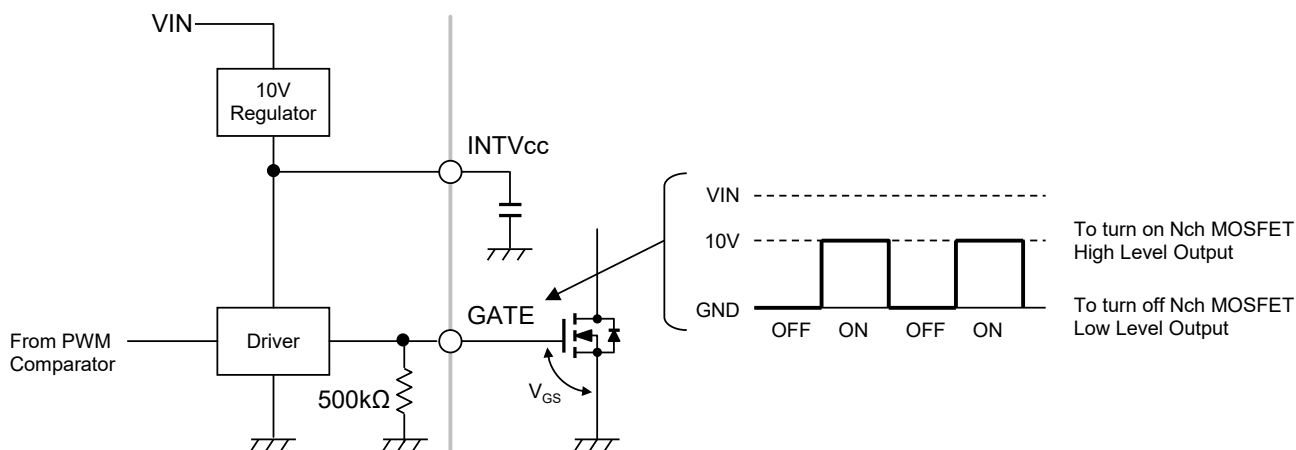 VIN
10V
Regulator
INTVcc
VIN
10V
To turn on Nch MOSFET
High Level Output
GATE
GND
To turn off Nch MOSFET
Low Level Output
OFF ON OFF ON
From PWM
Comparator
Driver
500kΩ
VGS